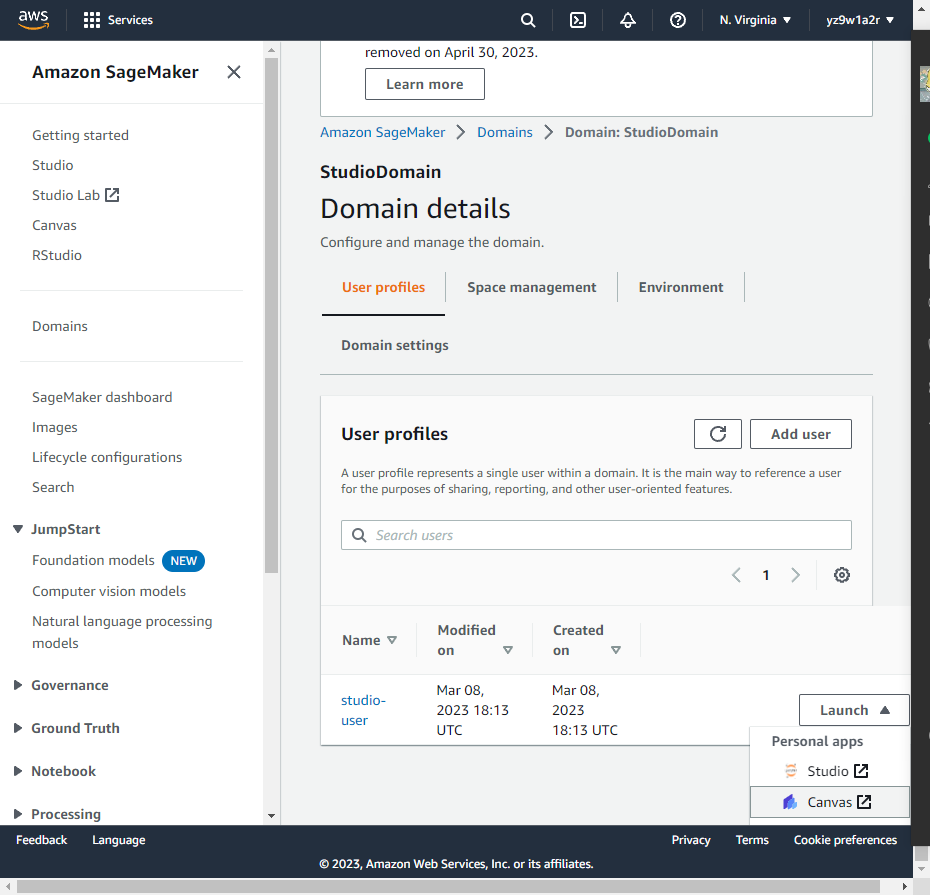 aws
Services
N. Virginia
yz9w1a2r
Amazon SageMaker
Getting started
Studio
Studio Lab
Canvas
RStudio
Domains
SageMaker dashboard
Images
Lifecycle configurations
Search
JumpStart
Foundation models NEW
Computer vision models
Natural language processing
models
Governance
Ground Truth
Notebook
Processing
removed on April 30, 2023.
Learn more
Amazon SageMaker > Domains > Domain: StudioDomain
StudioDomain
Domain details
Configure and manage the domain.
User profiles
Space management
Environment
Domain settings
User profiles
Add user
A user profile represents a single user within a domain. It is the main way to reference a user
for the purposes of sharing, reporting, and other user-oriented features.
Search users
1
Name
Modified
on
Created
on
studio-
user
Mar 08,
2023 18:13
UTC
Mar 08,
2023
18:13 UTC
Launch
Personal apps
Studio
Canvas
Feedback
Language
Privacy
Terms
Cookie preferences
© 2023, Amazon Web Services, Inc. or its affiliates.